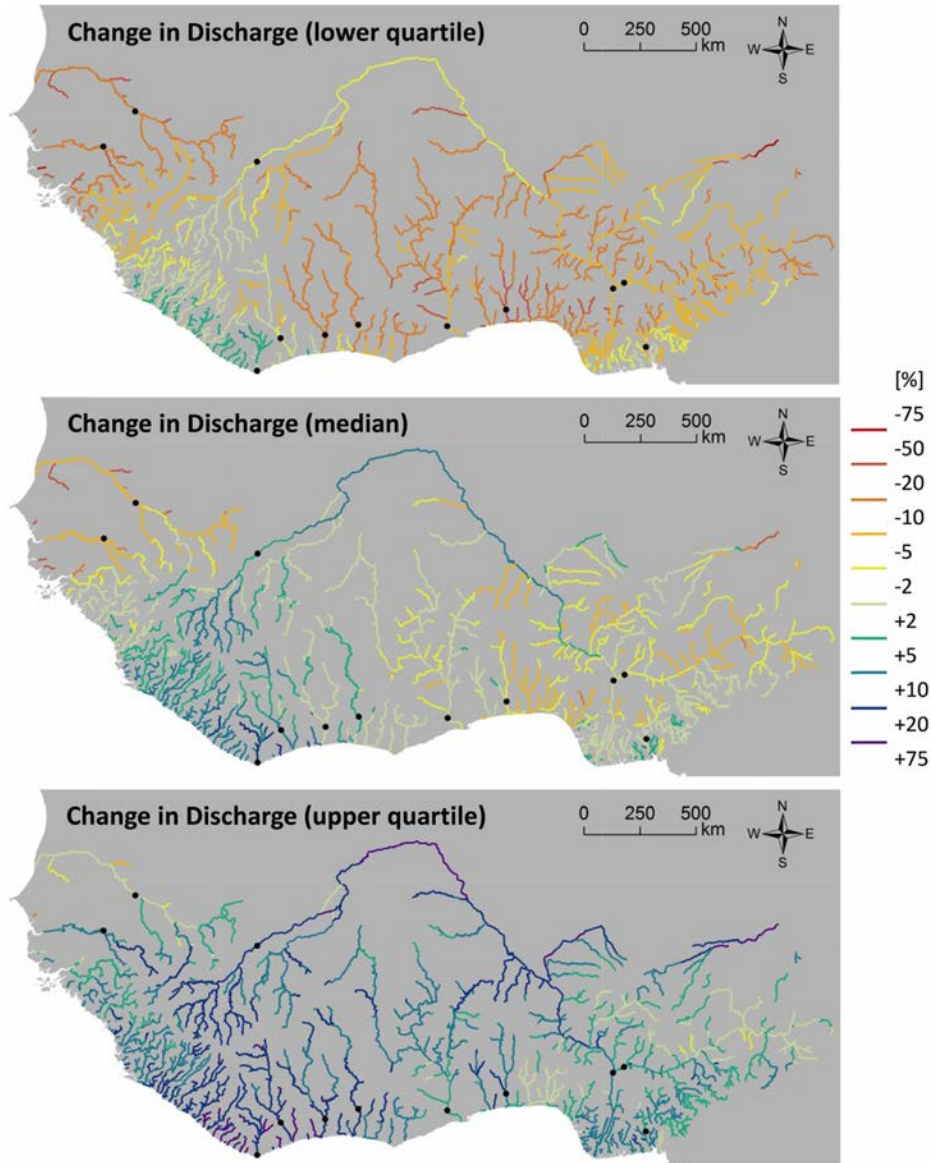 Change in Discharge (lower quartile)
0 250 500
km
N
W E
S
Change in Discharge (median)
0 250 500
km
N
W E
S
[%]
-75
-50
-20
-10
-5
-2
+2
+5
+10
+20
+75
Change in Discharge (upper quartile)
0 250 500
km
N
W E
S